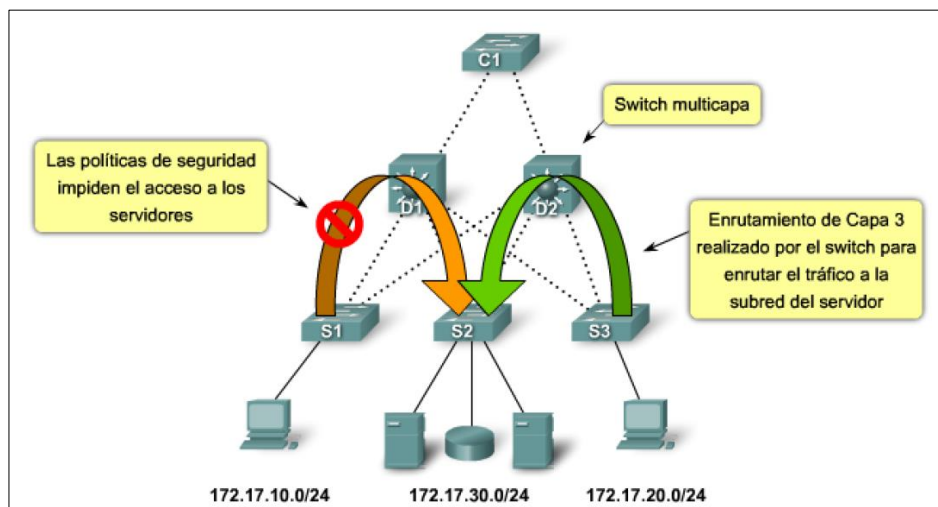 C1
Switch multicapa
Las políticas de seguridad
impiden el acceso a los
servidores
D1
D2
Enrutamiento de Capa 3
realizado por el switch para
enrutar el tráfico a la
subred del servidor
S1
S2
S3
172.17.10.0/24
172.17.30.0/24
172.17.20.0/24